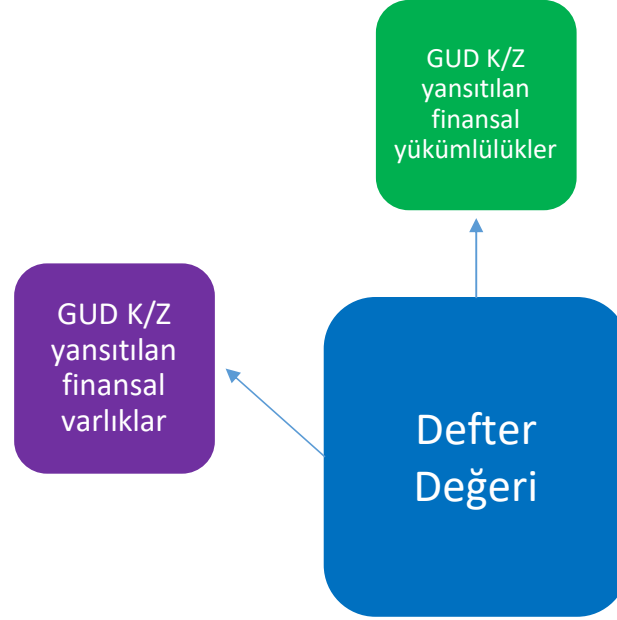 GUD K/Z
yansıtılan
finansal
yükümlülükler
GUD K/Z
yansıtılan
finansal
varlıklar
Defter
Değeri